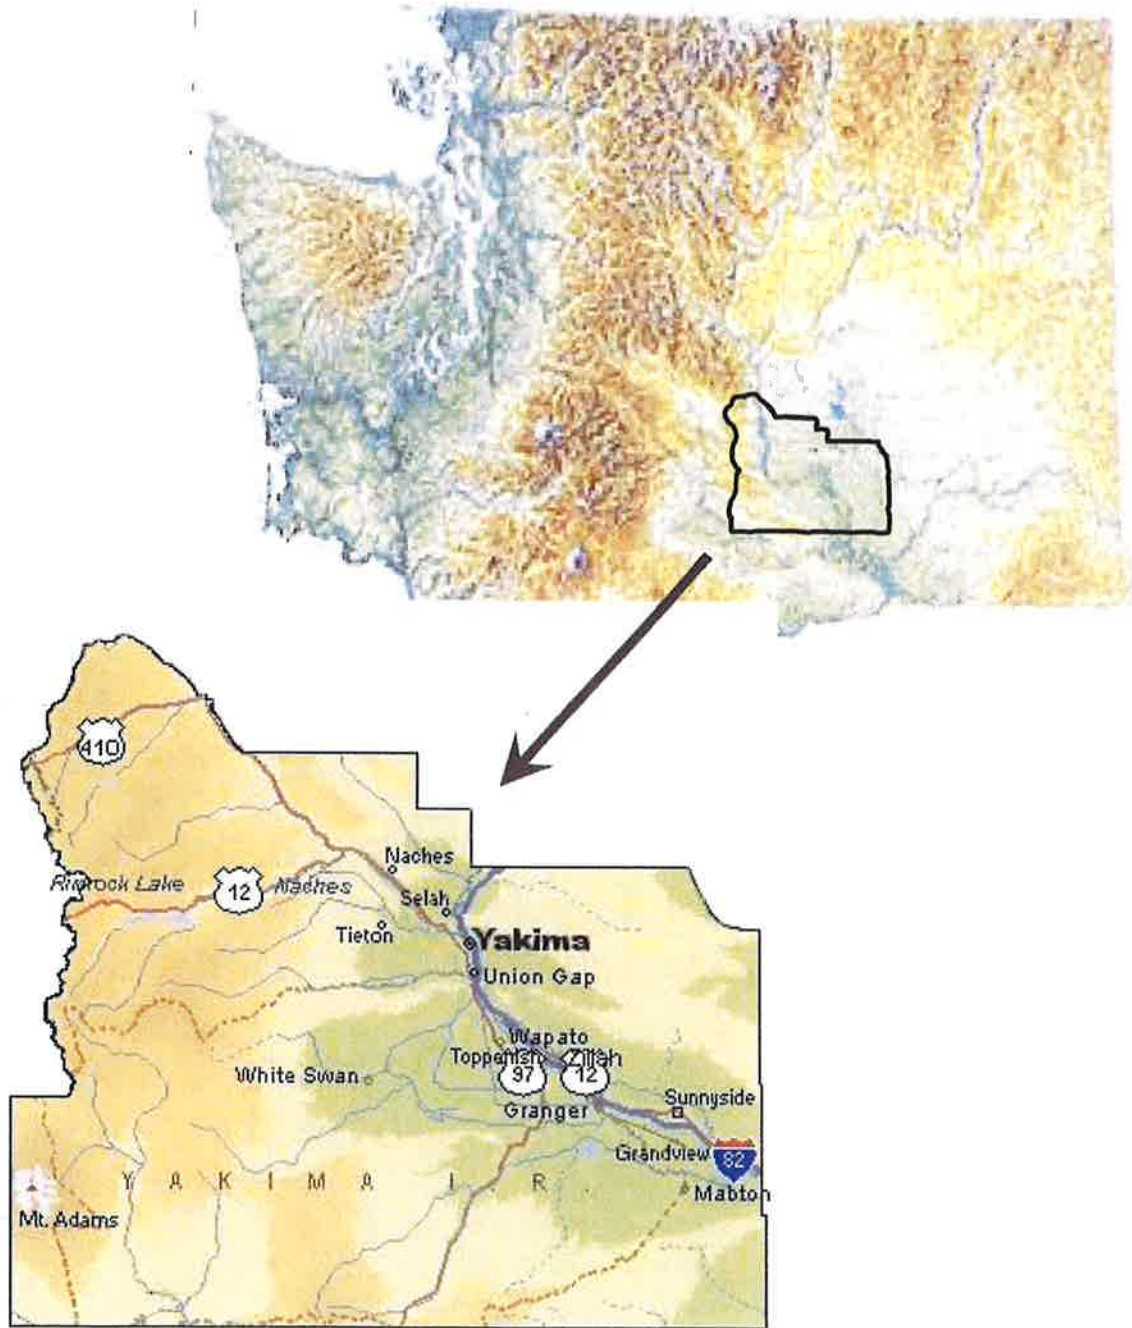 410
Naches
Rimrock Lake
12
Naches
Selah
Tieton
Yakima
Union Gap
Wapato
Toppenish
Zillah
97
12
White Swan
Granger
Sunnyside
Grandview
82
YAKIMA I.R.
Mabton
Mt. Adams